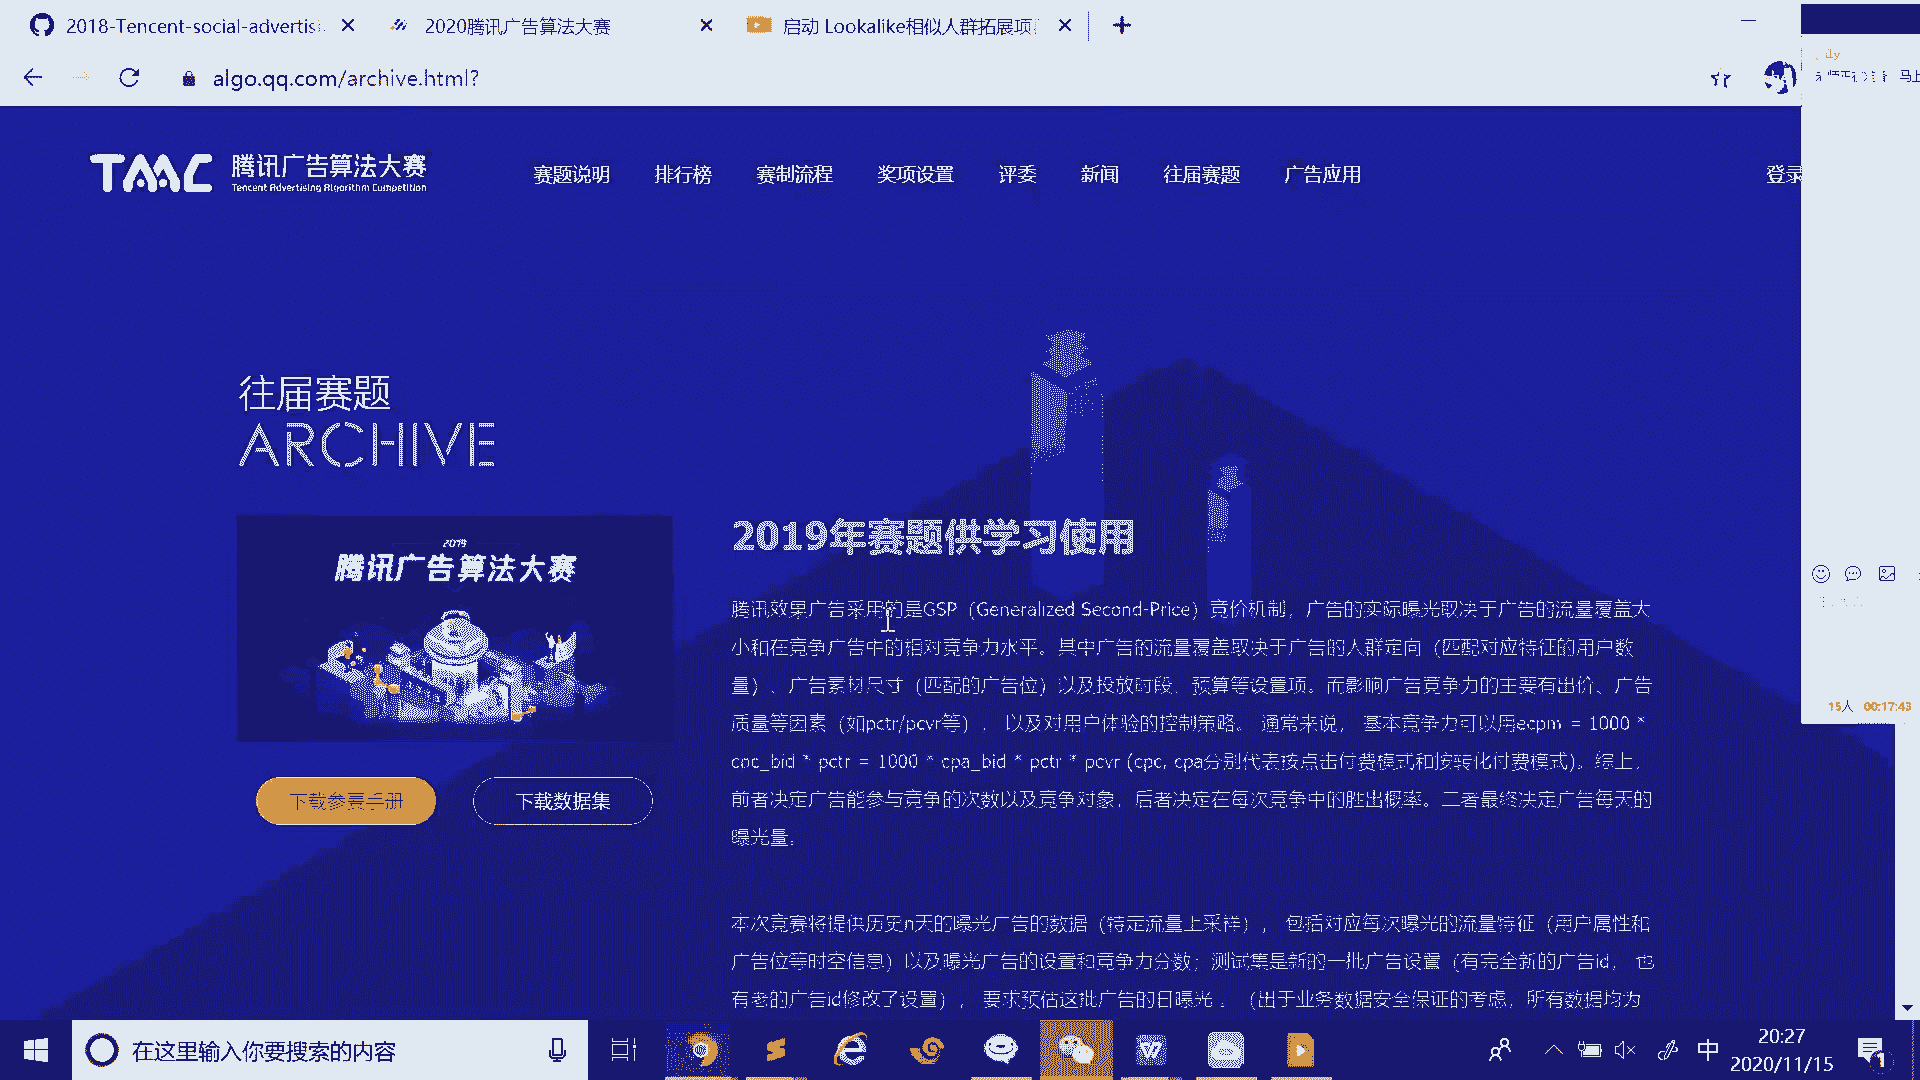 2018-Tencent-social-advertis
2020腾讯广告算法大赛
启动 Lookalike相似人群拓展项
algo.qq.com/archive.html?
TAAC 腾讯广告算法大赛
Tencent Advertising Algorithm Competition
赛题说明 排行榜 赛制流程 奖项设置 评委 新闻 往届赛题 广告应用 登录
往届赛题
ARCHIVE
2019
腾讯广告算法大赛
下载参赛手册 下载数据集
2019年赛题供学习使用
腾讯效果广告采用的是GSP（Generalized Second-Price）竞价机制，广告的实际曝光取决于广告的流量覆盖大
小和在竞争广告中的相对竞争力水平。其中广告的流量覆盖取决于广告的人群定向（匹配对应特征的用户数
量）、广告素材尺寸（匹配的广告位）以及投放时段、预算等设置项。而影响广告竞争力的主要有出价、广告
质量等因素（如pctr/pcvr等），以及对用户体验的控制策略。 通常来说， 基本竞争力可以用ecpm = 1000 *
cpc_bid * pctr = 1000 * cpa_bid * pctr * pcvr (cpc, cpa分别代表按点击付费模式和按转化付费模式)。综上，
前者决定广告能参与竞争的次数以及竞争对象，后者决定在每次竞争中的胜出概率。二者最终决定广告每天的
曝光量。
本次竞赛将提供历史n天的曝光广告的数据（特定流量上采样）， 包括对应每次曝光的流量特征（用户属性和
广告位等时空信息）以及曝光广告的设置和竞争力分数；测试集是新的一批广告设置（有完全新的广告id， 也
有老的广告id修改了设置）， 要求预估这批广告的日曝光 。（出于业务数据安全保证的考虑，所有数据均为
15人 00:17:43
在这里输入你要搜索的内容
中
20:27
2020/11/15
1